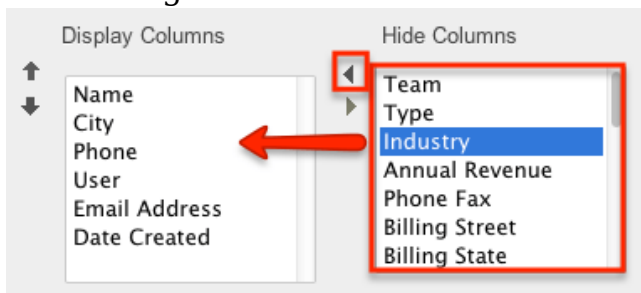 Display Columns
Name
City
Phone
User
Email Address
Date Created
Hide Columns
Team
Type
Industry
Annual Revenue
Phone Fax
Billing Street
Billing State